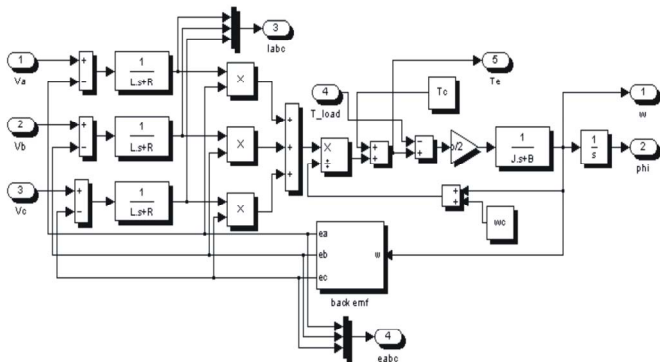 1
Va
+
−
1
L.s+R
3
Iabc
×
2
Vb
+
−
1
L.s+R
×
3
Vc
+
−
1
L.s+R
×
+
+
+
4
T_load
×
÷
Tc
+
+
5
Te
−
+
p/2
1
J.s+B
1
s
1
w
2
phi
+
+
wc
ea
eb
ec
w
back emf
4
eabc